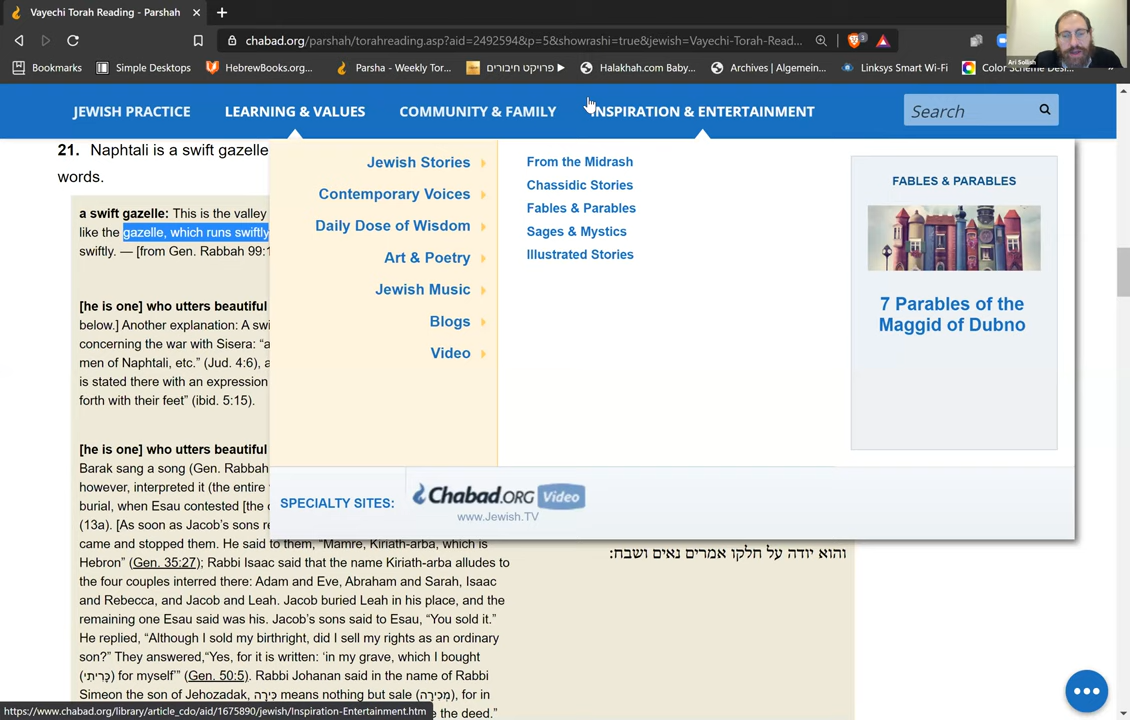 Vayechi Torah Reading - Parshah
chabad.org/parshah/torahreading.asp?aid=2492594&p=5&showrashi=true&jewish=Vayechi-Torah-Read...
1
Ari Solish
Bookmarks
Simple Desktops
HebrewBooks.org...
Parsha - Weekly Tor...
פרויקט חיבורים
Halakhah.com Baby...
Archives | Algemein...
Linksys Smart Wi-Fi
Color Scheme Desi...
JEWISH PRACTICE
LEARNING & VALUES
COMMUNITY & FAMILY
INSPIRATION & ENTERTAINMENT
Search
21. Naphtali is a swift gazelle
words.
a swift gazelle: This is the valley
like the gazelle, which runs swiftly
swiftly. — [from Gen. Rabbah 99:1
[he is one] who utters beautiful
below.] Another explanation: A swi
concerning the war with Sisera: “a
men of Naphtali, etc.” (Jud. 4:6), a
is stated there with an expression
forth with their feet” (ibid. 5:15).
[he is one] who utters beautiful
Barak sang a song (Gen. Rabbah
however, interpreted it (the entire
burial, when Esau contested [the c
(13a). [As soon as Jacob’s sons re
came and stopped them. He said to them, “Mamre, Kiriath-arba, which is
Hebron” (Gen. 35:27); Rabbi Isaac said that the name Kiriath-arba alludes to
the four couples interred there: Adam and Eve, Abraham and Sarah, Isaac
and Rebecca, and Jacob and Leah. Jacob buried Leah in his place, and the
remaining one Esau said was his. Jacob’s sons said to Esau, “You sold it.”
He replied, “Although I sold my birthright, did I sell my rights as an ordinary
son?” They answered,“Yes, for it is written: ‘in my grave, which I bought
(כָּרִיתִי) for myself’” (Gen. 50:5). Rabbi Johanan said in the name of Rabbi
Simeon the son of Jehozadak, כִּירָה means nothing but sale (מְכִירָה), for in
e the deed.”
Jewish Stories
Contemporary Voices
Daily Dose of Wisdom
Art & Poetry
Jewish Music
Blogs
Video
From the Midrash
Chassidic Stories
Fables & Parables
Sages & Mystics
Illustrated Stories
FABLES & PARABLES
7 Parables of the
Maggid of Dubno
SPECIALTY SITES:
Chabad.ORG Video
www.Jewish.TV
והוא יודה על חלקו אמרים נאים ושבח:
https://www.chabad.org/library/article_cdo/aid/1675890/jewish/Inspiration-Entertainment.htm